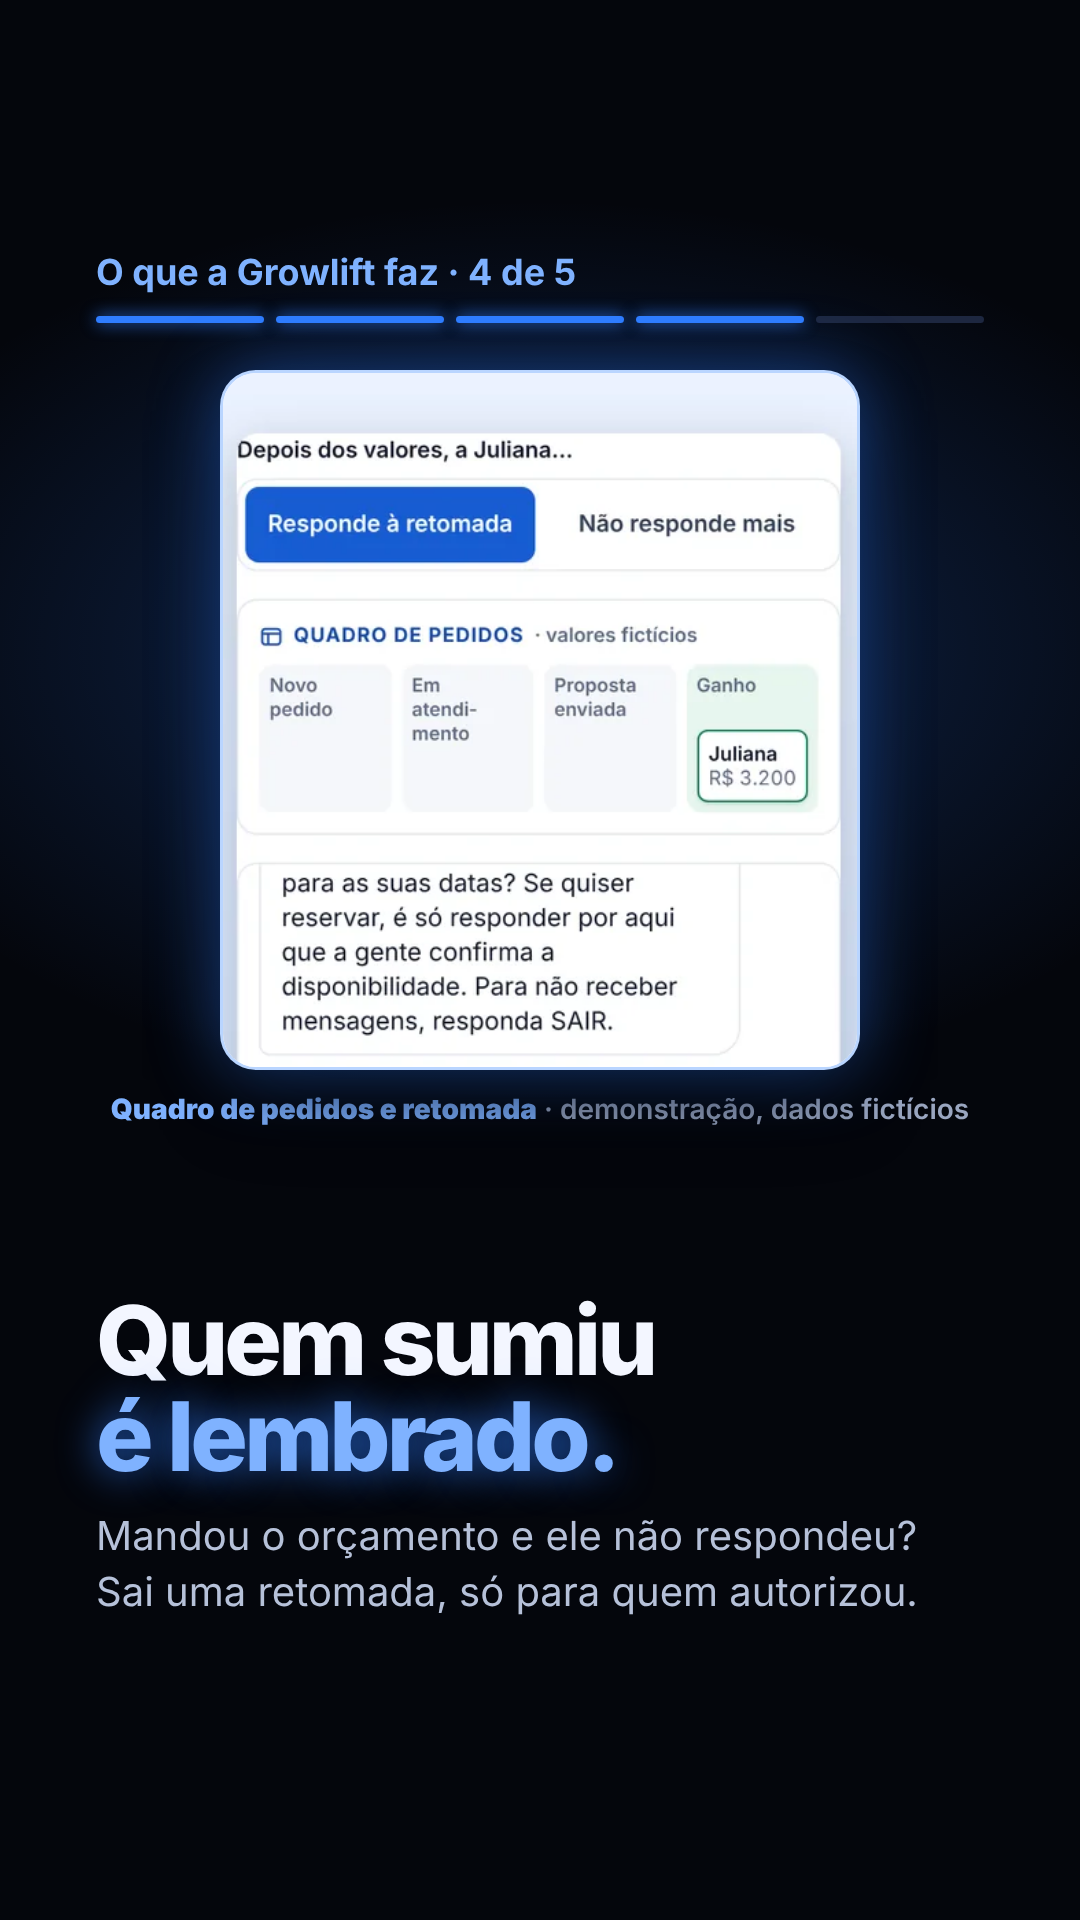 O que a Growlift faz · 4 de 5
Depois dos valores, a Juliana...
Responde à retomada
Não responde mais
QUADRO DE PEDIDOS · valores fictícios
Novo
pedido
Em
atendi-
mento
Proposta
enviada
Ganho
Juliana
R$ 3.200
para as suas datas? Se quiser
reservar, é só responder por aqui
que a gente confirma a
disponibilidade. Para não receber
mensagens, responda SAIR.
Quadro de pedidos e retomada · demonstração, dados fictícios
Quem sumiu
é lembrado.
Mandou o orçamento e ele não respondeu?
Sai uma retomada, só para quem autorizou.